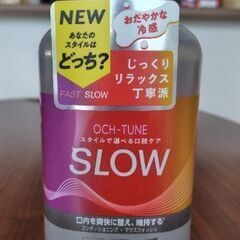 NEW
あなたの
スタイルは
どっち?
FAST SLOW
おだやかな
冷感
じっくり
リラックス
丁寧派
OCH-TUNE
スタイルで選べる口腔ケア
SLOW
口内を爽快に整え、維持する
コンディショニング・マウスウォッシュ